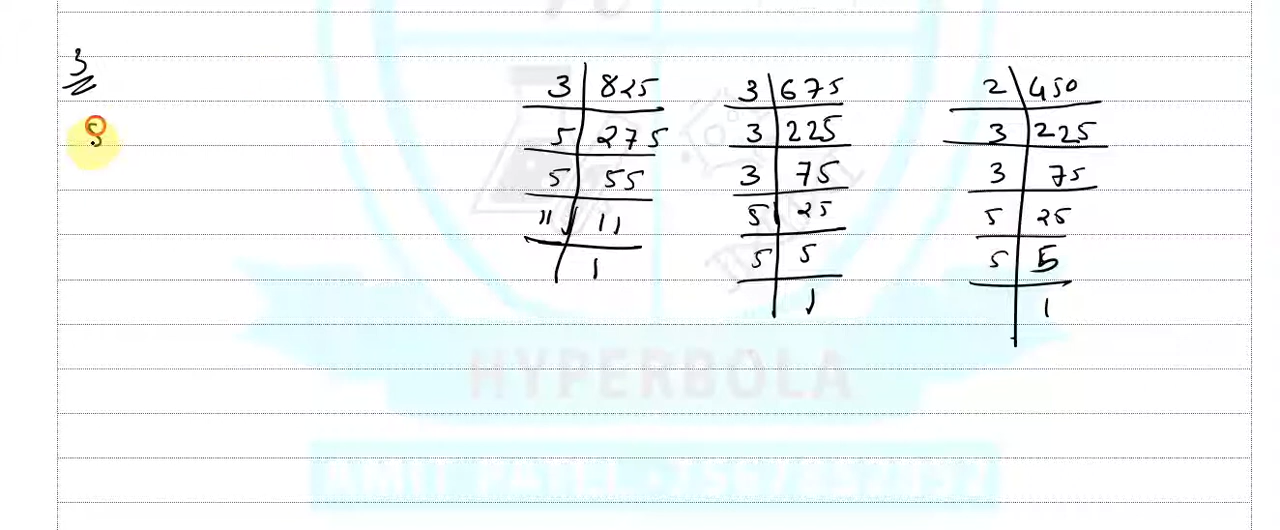 3
8
3 825 3 675 2 450
5 275 3 225 3 225
5 55 3 75 3 75
11 11 5 25 5 25
1 5 5 5 5
1 1
HYPERBOLA